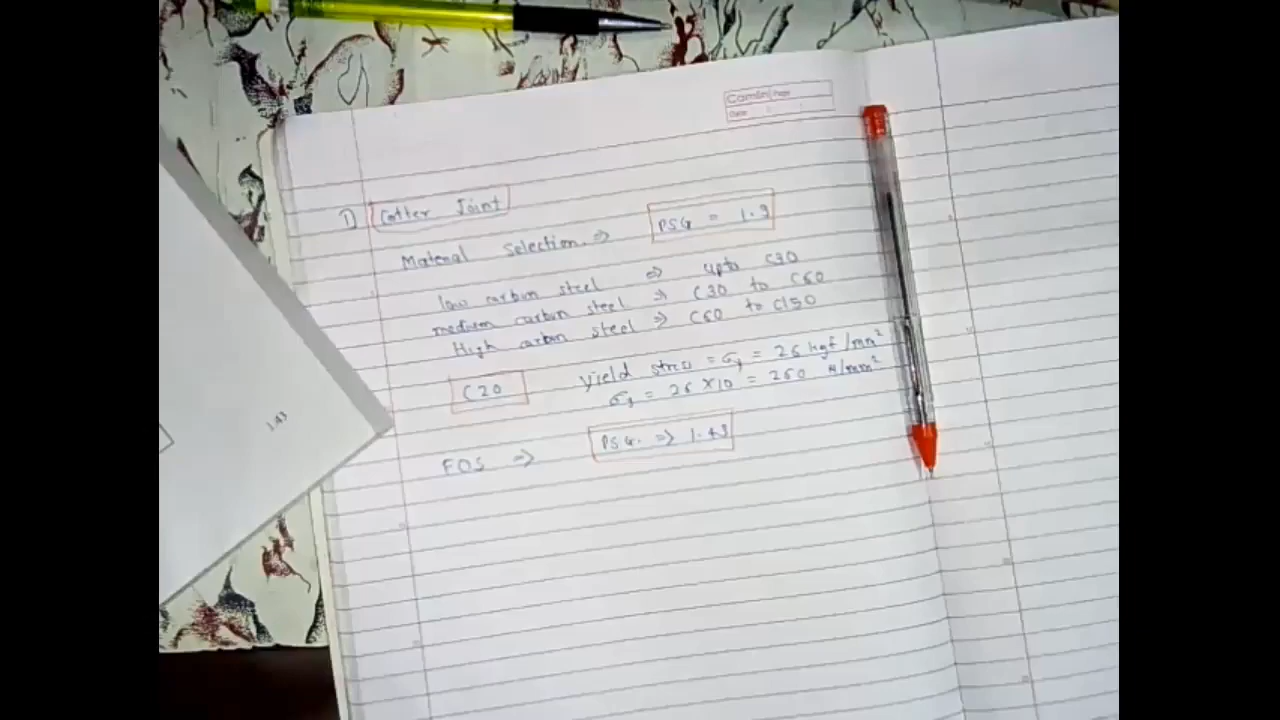 Camlin Page
Date
1) Cotter Joint
Material Selection ⇒ PSG = 1.9
low carbon steel ⇒ upto C30
medium carbon steel ⇒ C30 to C60
High carbon steel ⇒ C60 to C150
C20 yield stress = σy = 26 kgf/mm²
σy = 26 × 10 = 260 N/mm²
FOS ⇒ PSG. ⇒ 1.43
1.43